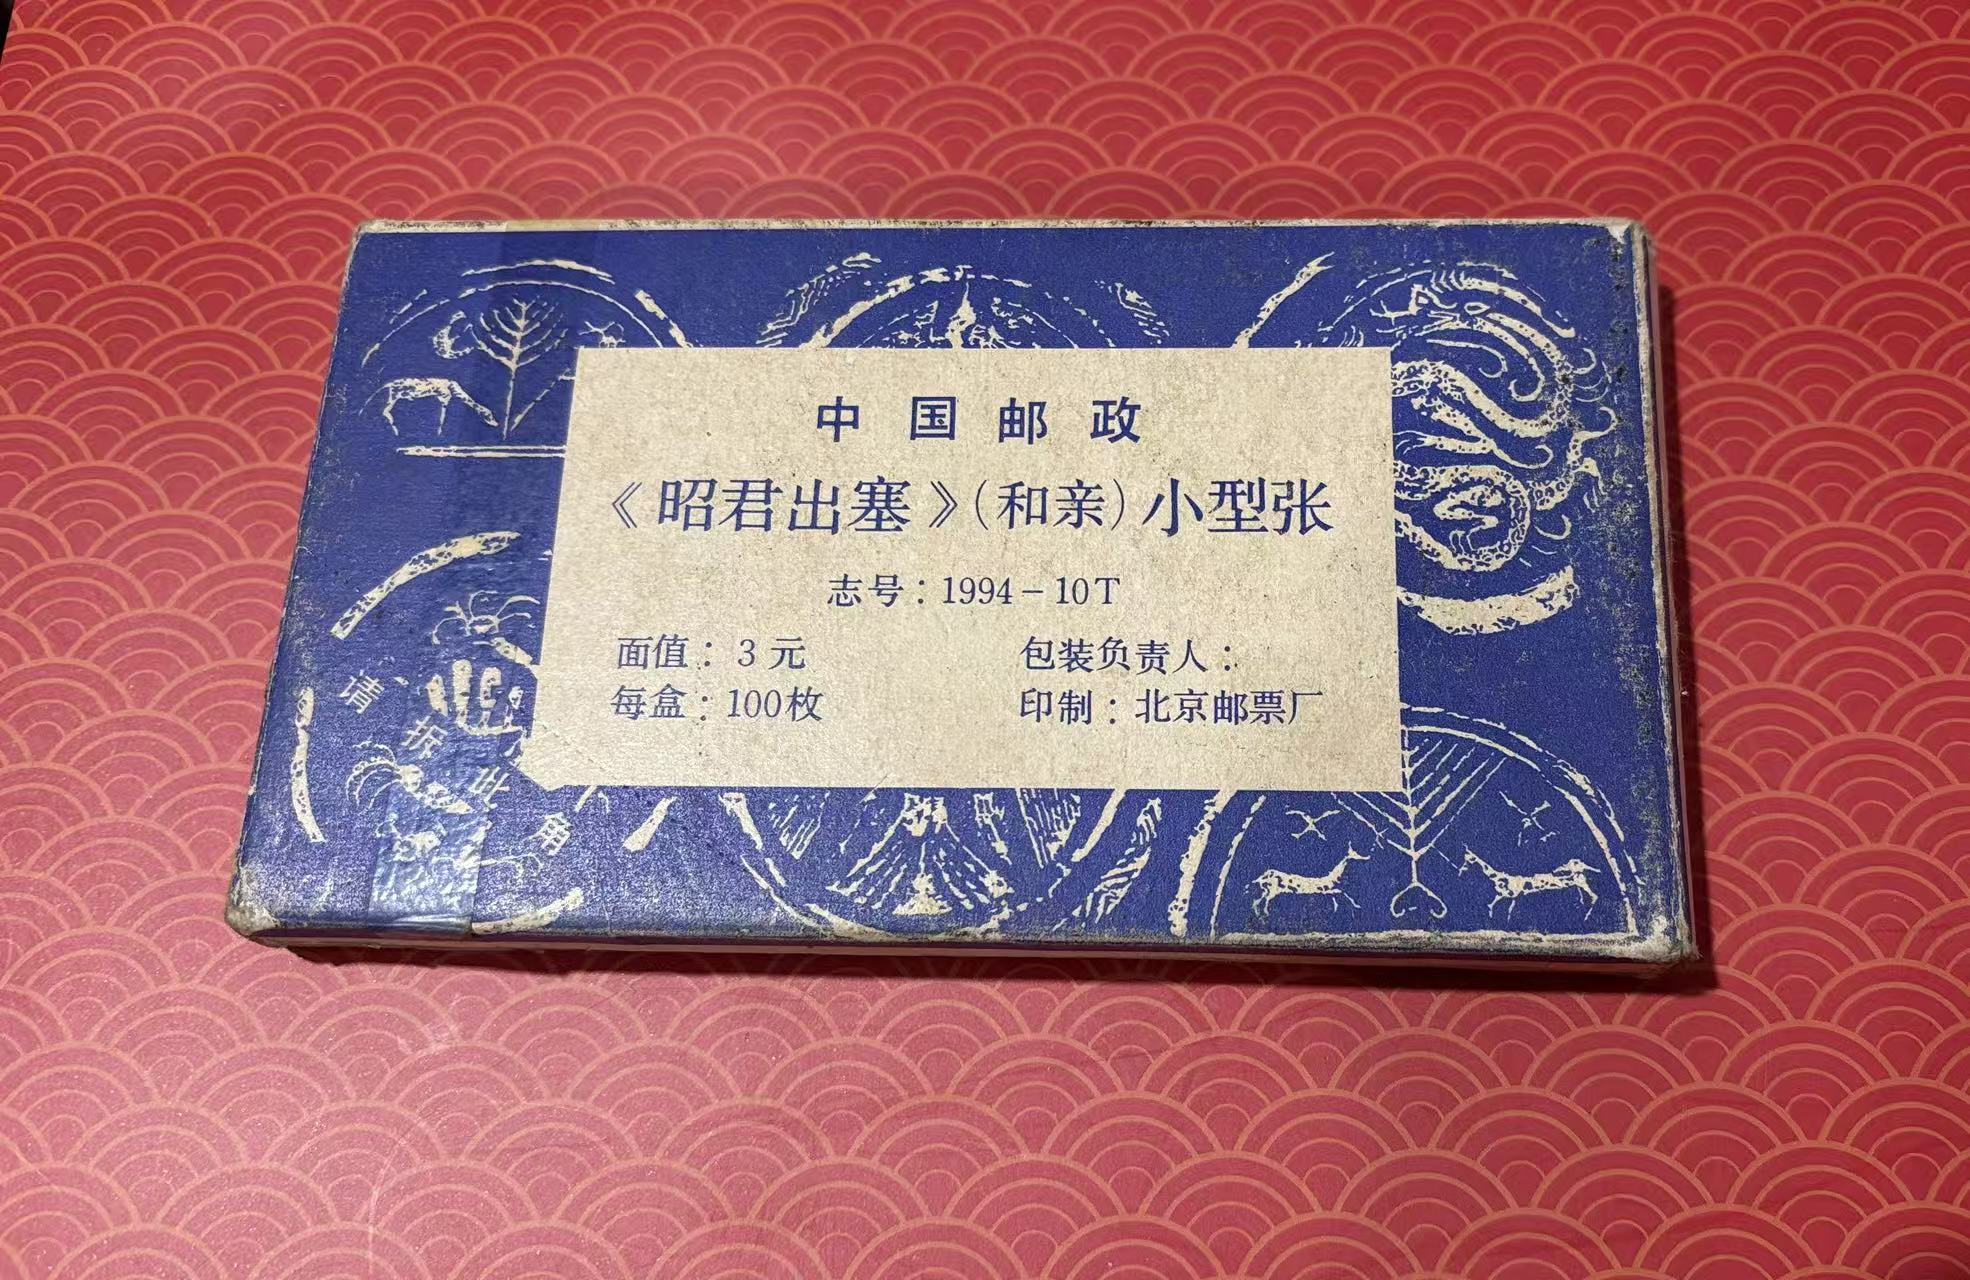 中国邮政
《昭君出塞》（和亲）小型张
志号：1994－10T
面值：3元
包装负责人：
每盒：100枚
印制：北京邮票厂
请拆此角